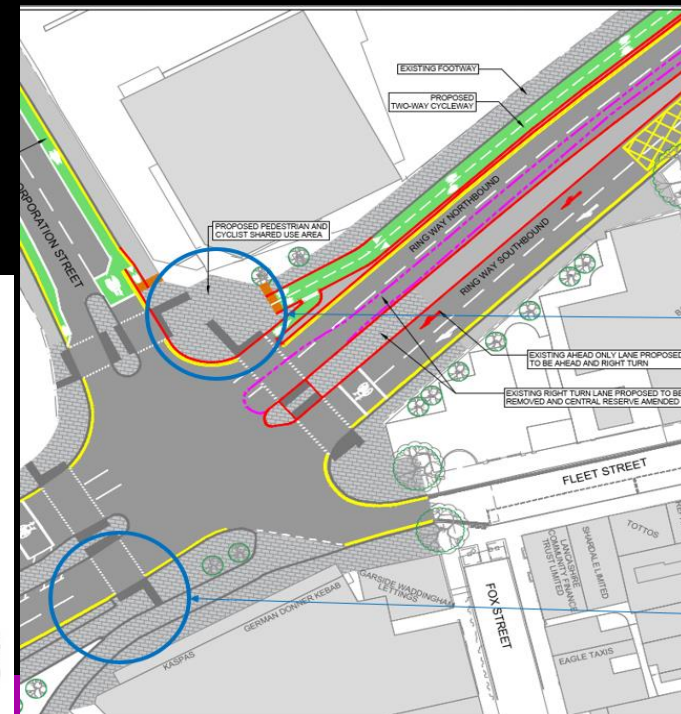 EXISTING FOOTWAY
PROPOSED
TWO-WAY CYCLEWAY
RING WAY NORTHBOUND
CORPORATION STREET
PROPOSED PEDESTRIAN AND
CYCLIST SHARED USE AREA
RING WAY SOUTHBOUND
EXISTING AHEAD ONLY LANE PROPOSED
TO BE AHEAD AND RIGHT TURN
EXISTING RIGHT TURN LANE PROPOSED TO BE
REMOVED AND CENTRAL RESERVE AMENDED
FLEET STREET
TOTTOS
SHARDALE LIMITED
LANCASHIRE
COMMUNITY FINANCE
TRUST LIMITED
GARSIDE WADDINGHAM
LETTINGS
GERMAN DONNER KEBAB
KASPAS
FOX STREET
EAGLE TAXIS